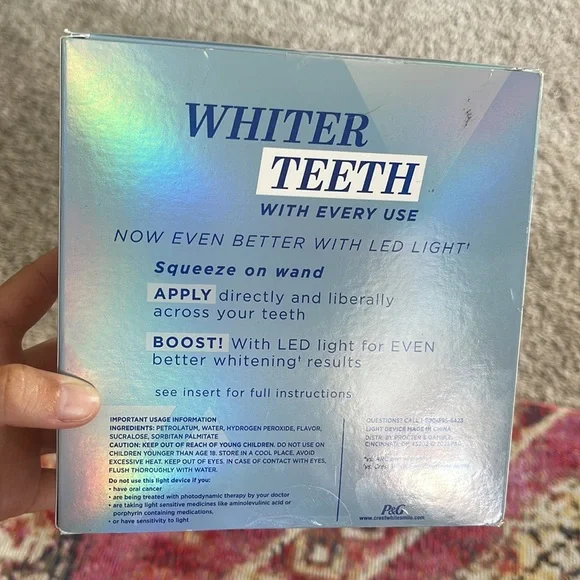 WHITER
TEETH
WITH EVERY USE
NOW EVEN BETTER WITH LED LIGHT†
Squeeze on wand
APPLY directly and liberally
across your teeth
BOOST! With LED light for EVEN
better whitening† results
see insert for full instructions
IMPORTANT USAGE INFORMATION
INGREDIENTS: PETROLATUM, WATER, HYDROGEN PEROXIDE, FLAVOR,
SUCRALOSE, SORBITAN PALMITATE
CAUTION: KEEP OUT OF REACH OF YOUNG CHILDREN. DO NOT USE ON
CHILDREN YOUNGER THAN AGE 18. STORE IN A COOL PLACE, AVOID
EXCESSIVE HEAT. KEEP OUT OF EYES. IN CASE OF CONTACT WITH EYES,
FLUSH THOROUGHLY WITH WATER.
Do not use this light device if you:
• have oral cancer
• are being treated with photodynamic therapy by your doctor
• are taking light sensitive medicines like aminolevulinic acid or
porphyrin containing medications.
• or have sensitivity to light
QUESTIONS? CALL
LIGHT DEVICE MADE IN CHINA
DISTR. BY PROCTER & GAMBLE,
CINCINNATI, OH 45202
P&G
www.crestwhitesmile.com